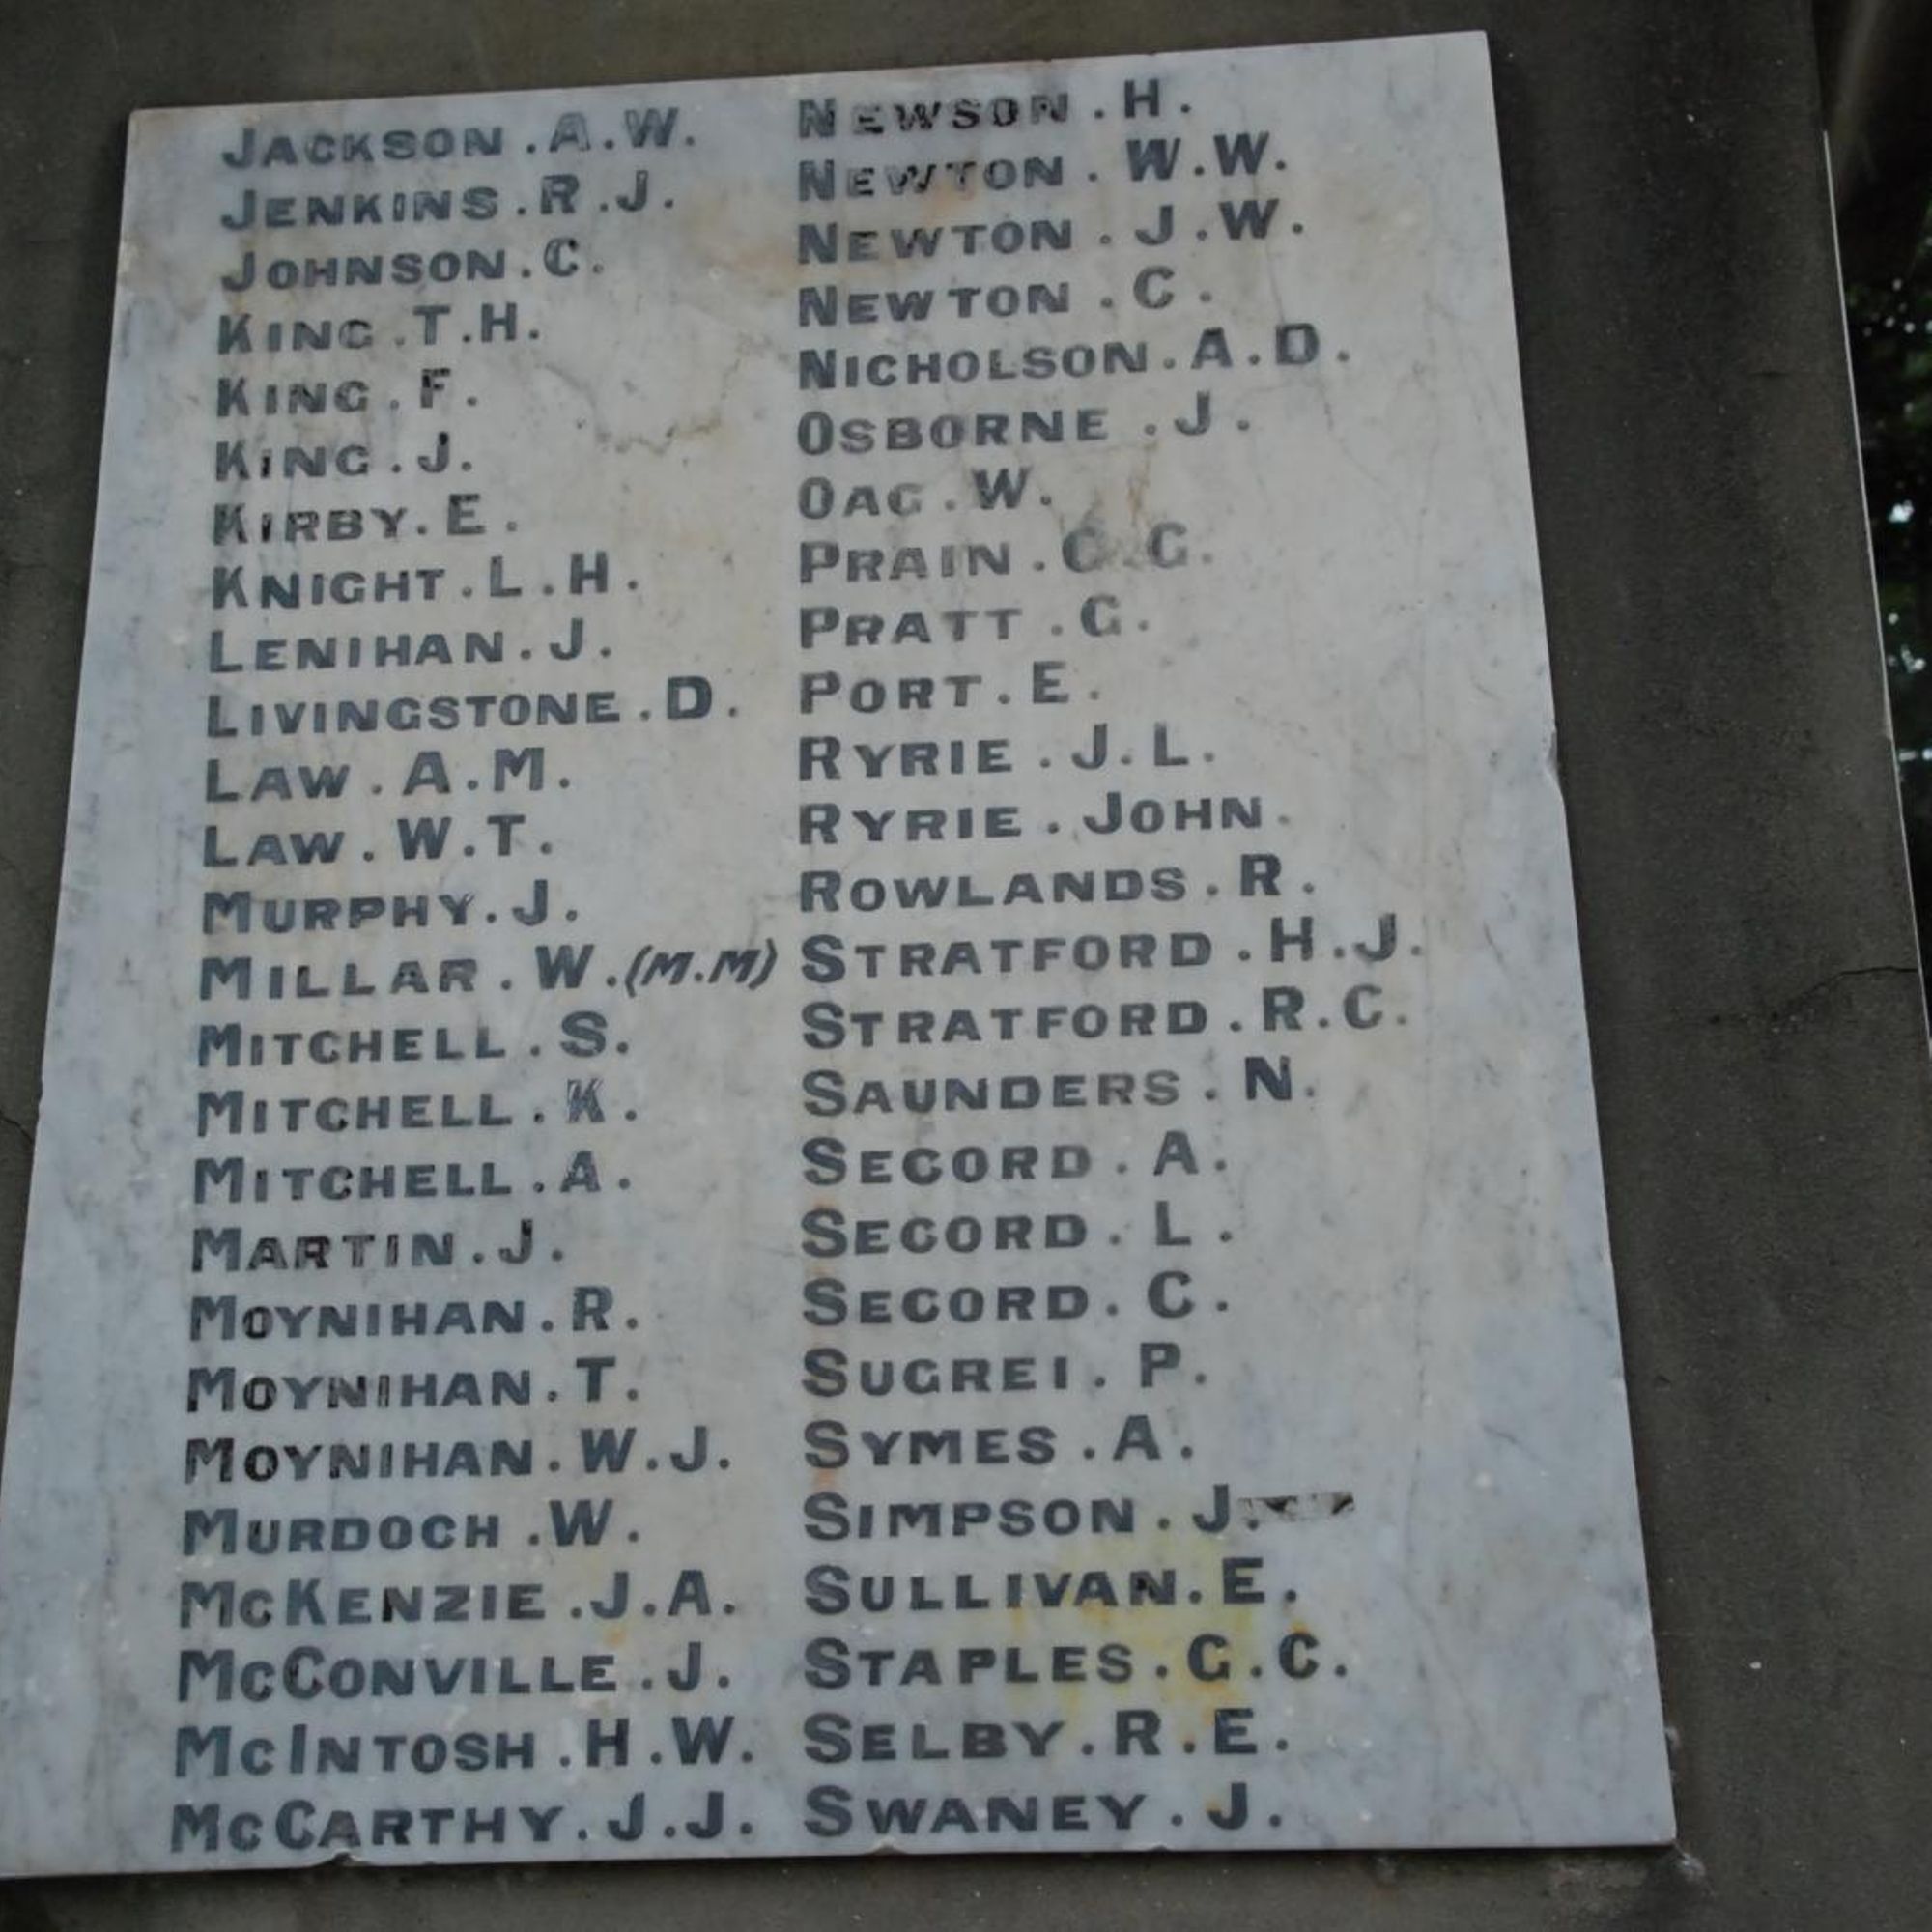 JACKSON.A.W.
JENKINS.R.J.
JOHNSON.C.
KING.T.H.
KING.F.
KING.J.
KIRBY.E.
KNIGHT.L.H.
LENIHAN.J.
LIVINGSTONE.D.
LAW.A.M.
LAW.W.T.
MURPHY.J.
MILLAR.W.(M.M)
MITCHELL.S.
MITCHELL.K.
MITCHELL.A.
MARTIN.J.
MOYNIHAN.R.
MOYNIHAN.T.
MOYNIHAN.W.J.
MURDOCH.W.
MCKENZIE.J.A.
MCCONVILLE.J.
MCINTOSH.H.W.
MCCARTHY.J.J.
NEWSON.H.
NEWTON.W.W.
NEWTON.J.W.
NEWTON.C.
NICHOLSON.A.D.
OSBORNE.J.
OAG.W.
PRAIN.C.G.
PRATT.G.
PORT.E.
RYRIE.J.L.
RYRIE.JOHN.
ROWLANDS.R.
STRATFORD.H.J.
STRATFORD.R.C.
SAUNDERS.N.
SECORD.A.
SECORD.L.
SECORD.C.
SUGREI.P.
SYMES.A.
SIMPSON.J.
SULLIVAN.E.
STAPLES.G.C.
SELBY.R.E.
SWANEY.J.